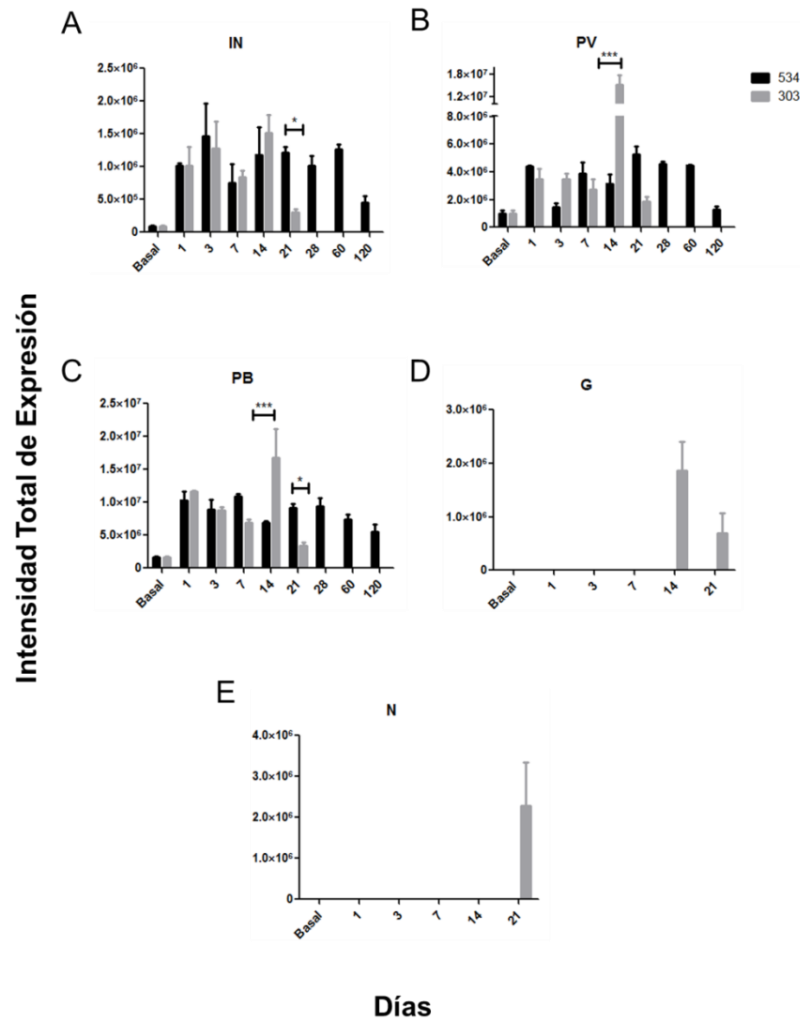 A
IN
2.5×10⁶
2.0×10⁶
1.5×10⁶
1.0×10⁶
5.0×10⁵
0
*
Basal 1 3 7 14 21 28 60 120
B
PV
1.8×10⁷
1.2×10⁷
8.0×10⁶
6.0×10⁶
4.0×10⁶
2.0×10⁶
0
***
Basal 1 3 7 14 21 28 60 120
534
303
Intensidad Total de Expresión
C
PB
2.5×10⁷
2.0×10⁷
1.5×10⁷
1.0×10⁷
5.0×10⁶
0
***
*
Basal 1 3 7 14 21 28 60 120
D
G
3.0×10⁶
2.0×10⁶
1.0×10⁶
0
Basal 1 3 7 14 21
E
N
4.0×10⁶
3.0×10⁶
2.0×10⁶
1.0×10⁶
0
Basal 1 3 7 14 21
Días